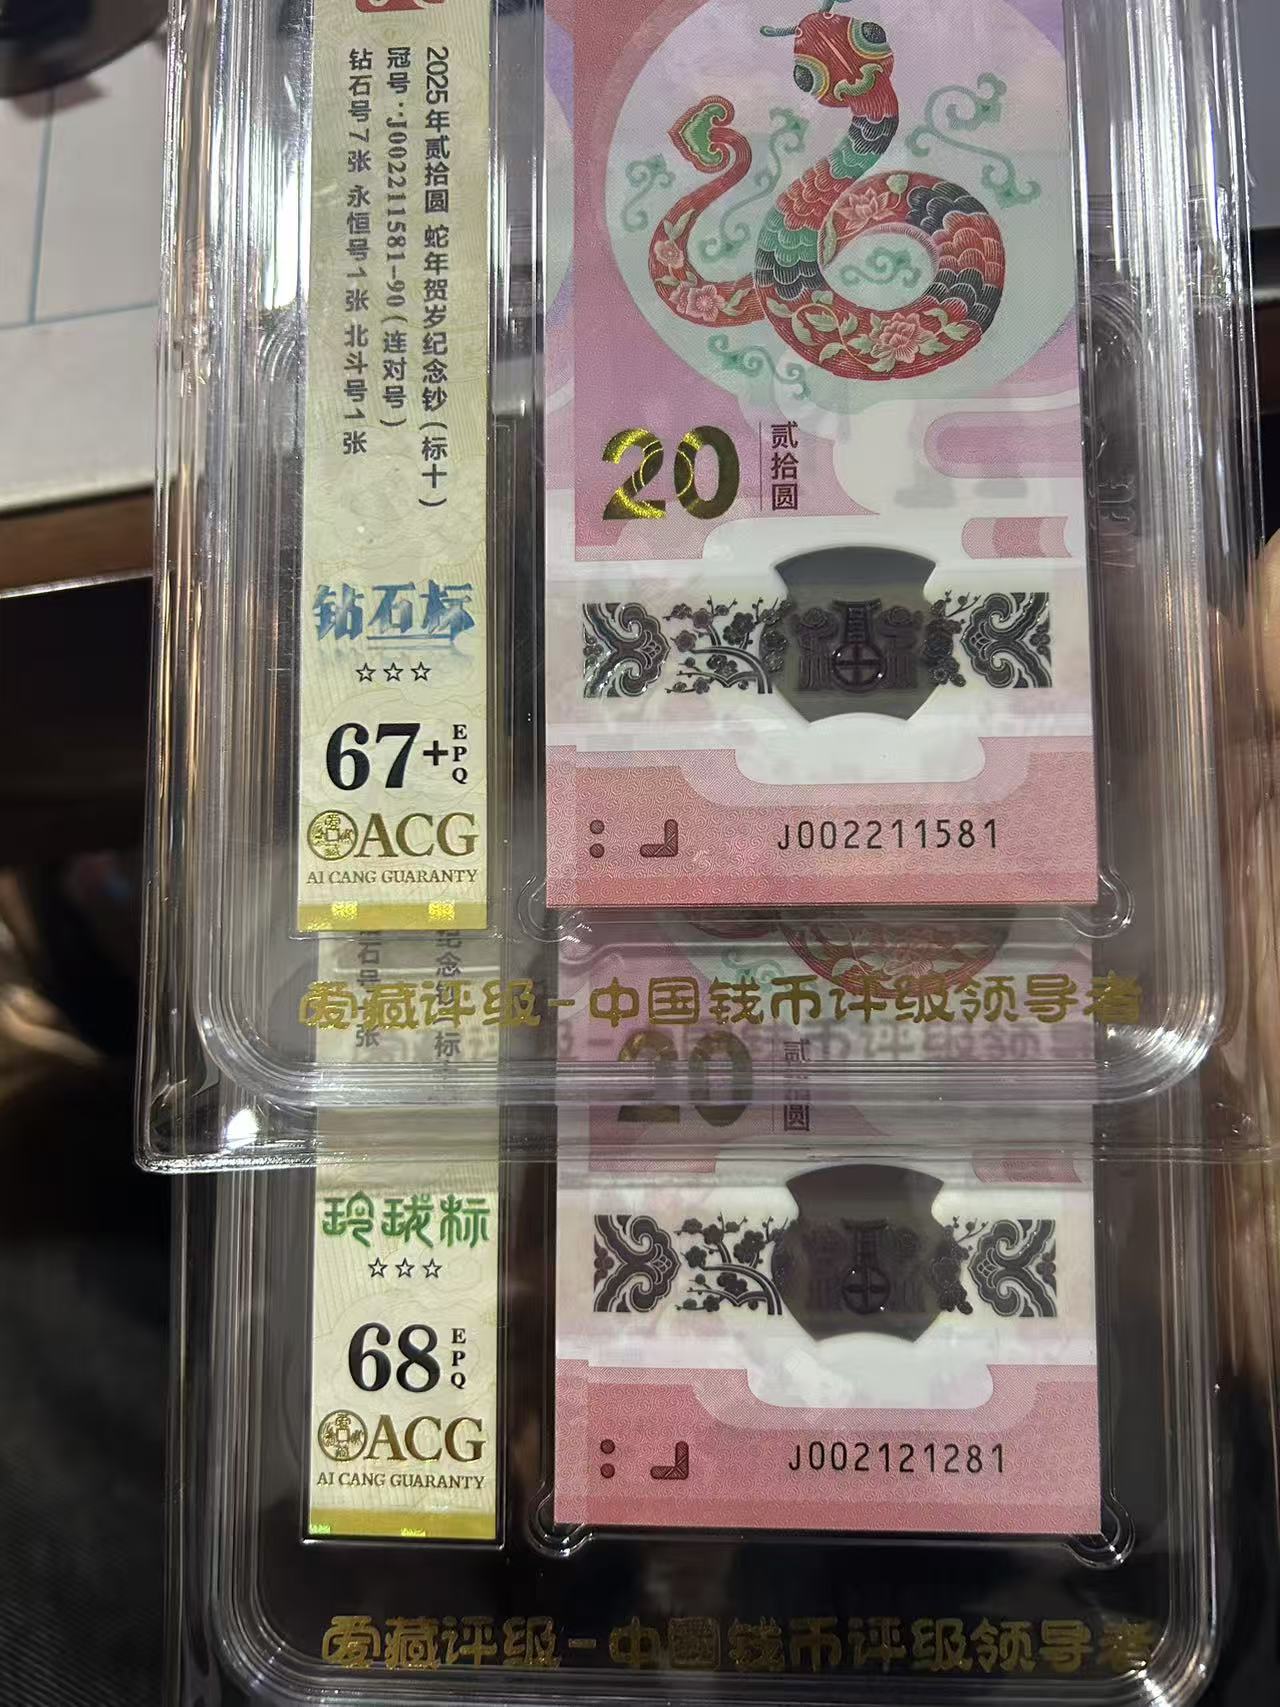 2025年贰拾圆 蛇年贺岁纪念钞(标十)
冠号:J002211581-90(连对号)
钻石号7张 永恒号1张 北斗号1张
钻石标
☆☆☆
67+ EPQ
ACG
AI CANG GUARANTY
20 贰拾圆
J002211581
爱藏评级-中国钱币评级领导者
20 贰拾圆
玲珑标
☆☆☆
68 EPQ
ACG
AI CANG GUARANTY
J002121281
爱藏评级-中国钱币评级领导者